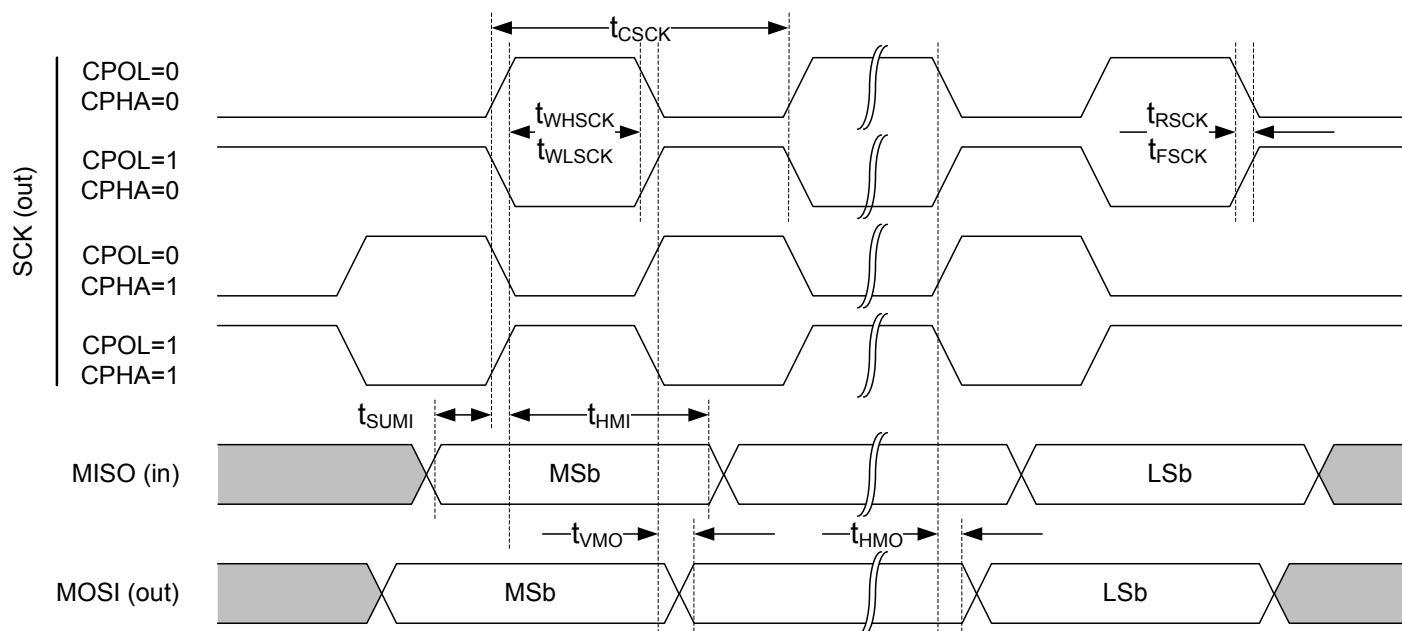 tCSCK
SCK (out)
CPOL=0
CPHA=0
tWHSCK
tWLSCK
tRSCK
tFSCK
CPOL=1
CPHA=0
CPOL=0
CPHA=1
CPOL=1
CPHA=1
tSUMI
tHMI
MISO (in)
MSb
LSb
tVMO
tHMO
MOSI (out)
MSb
LSb